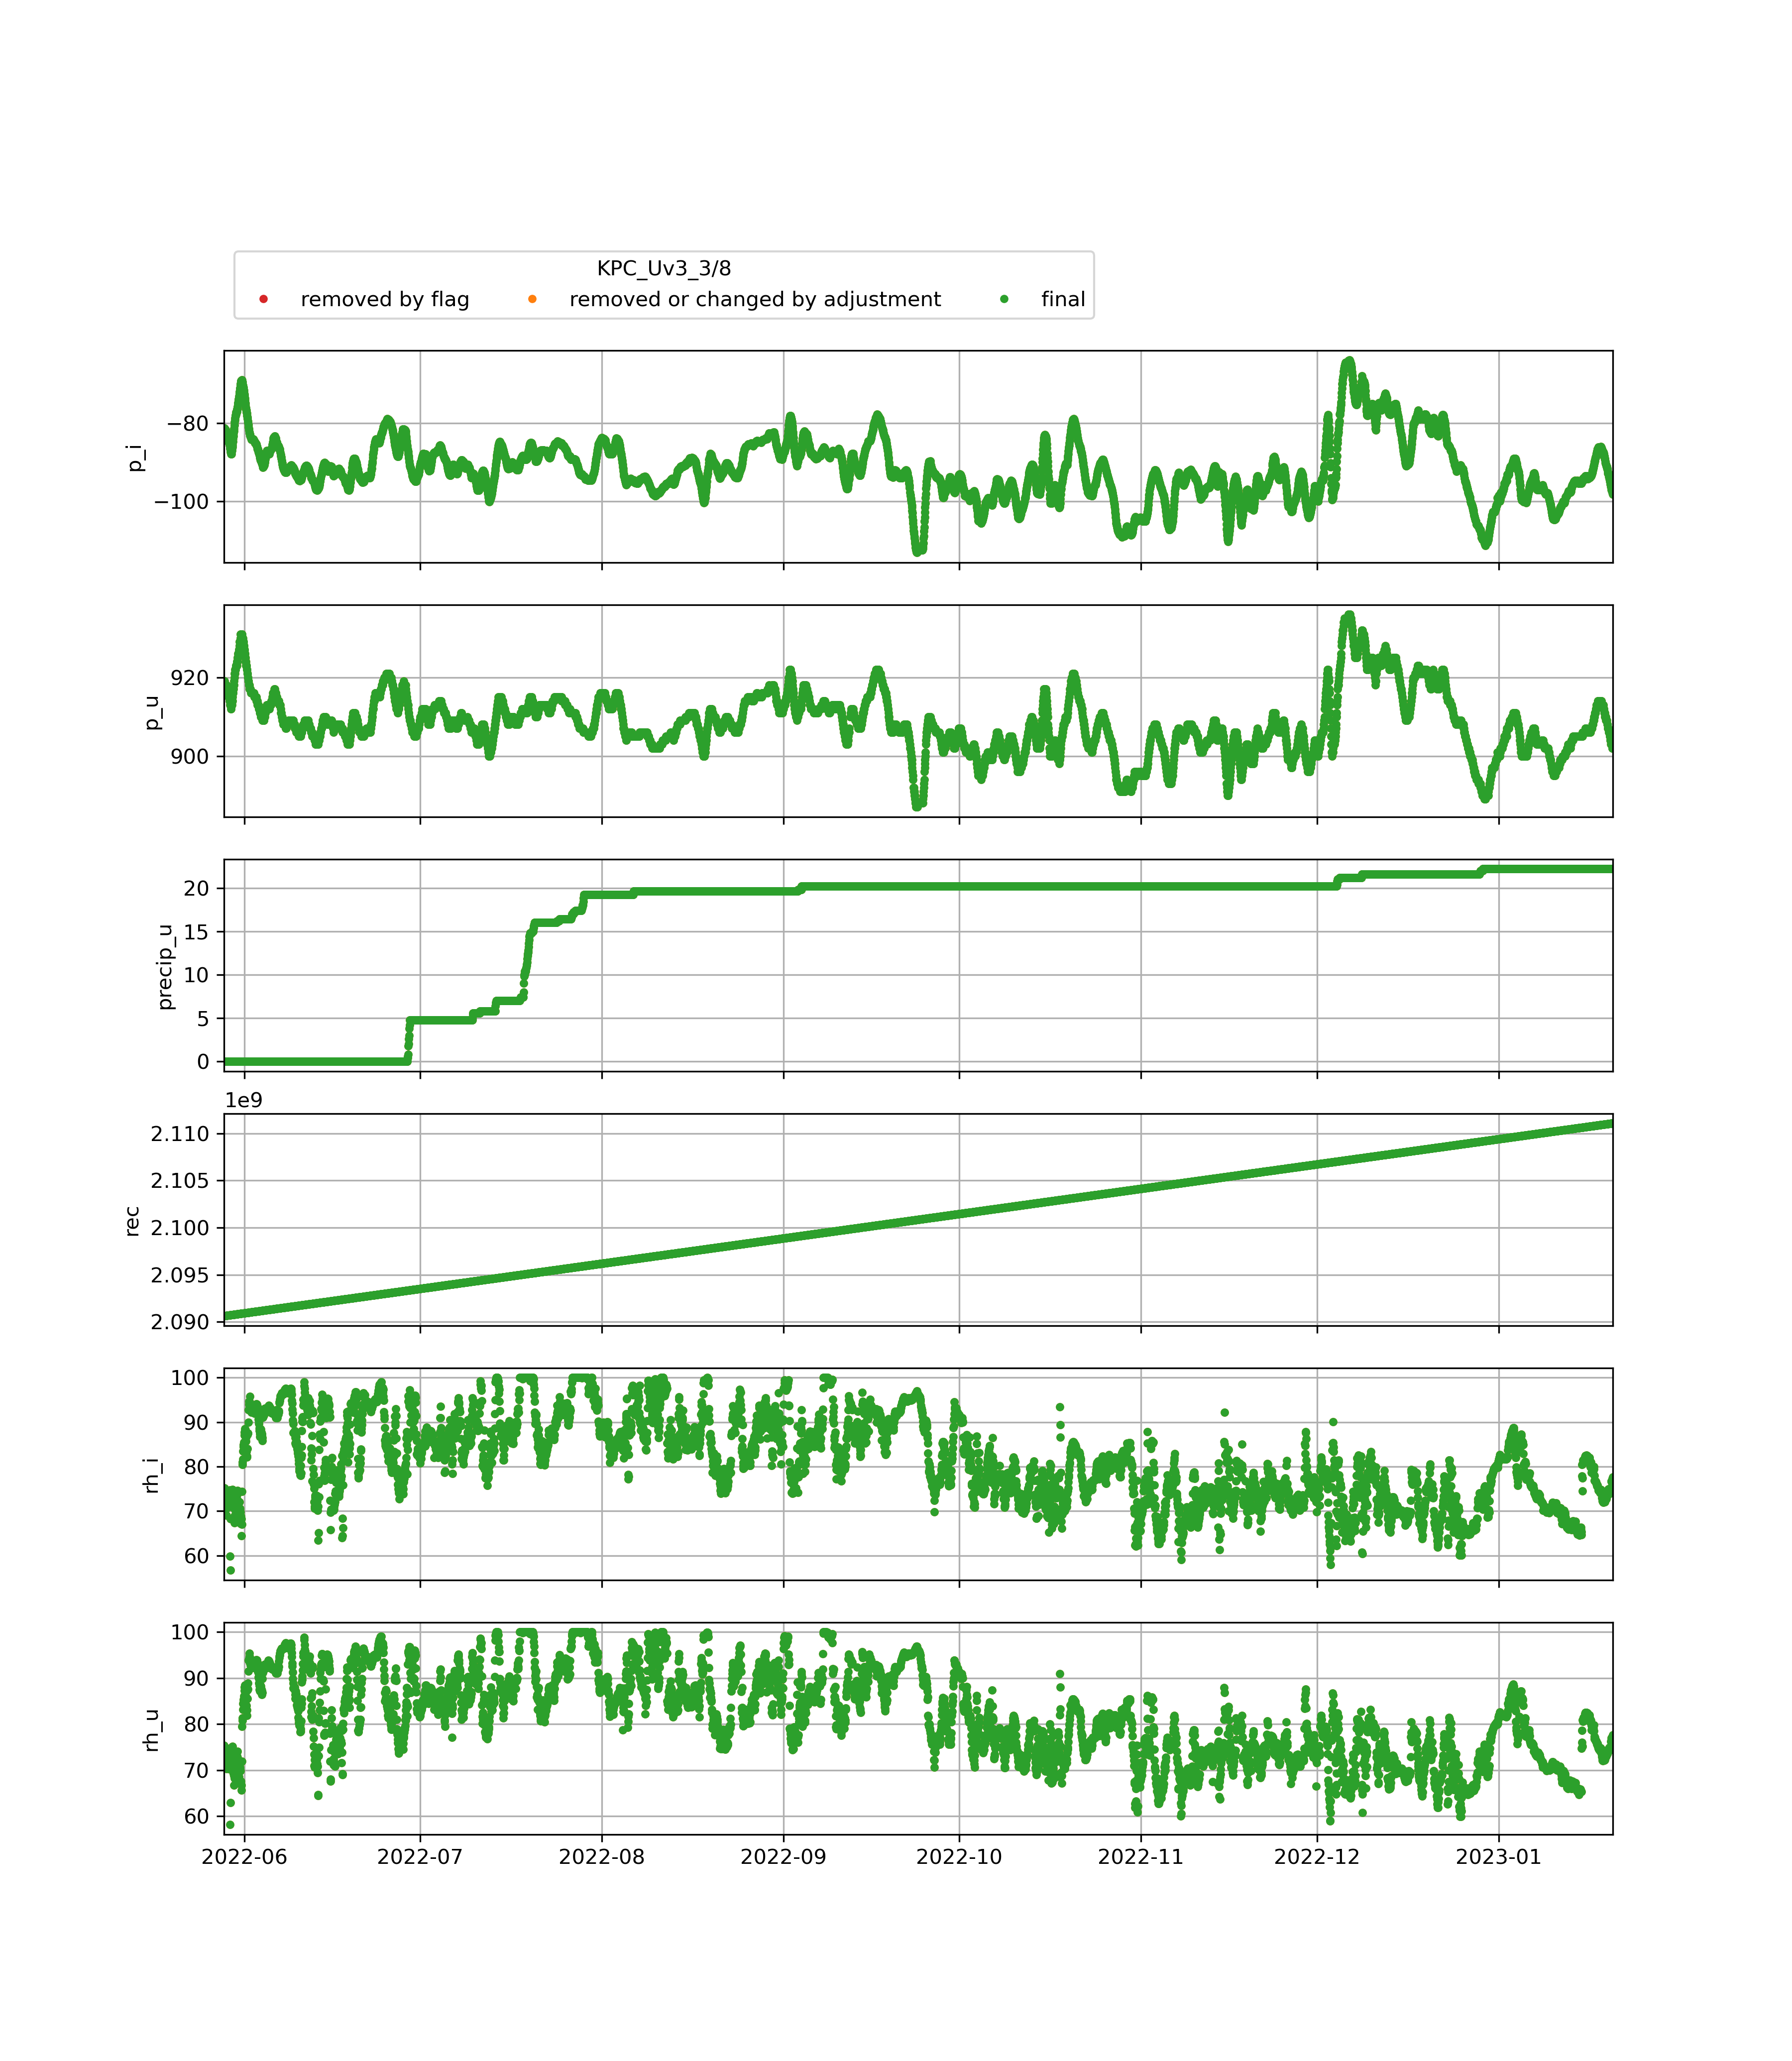 KPC_Uv3_3/8
removed by flag removed or changed by adjustment final
−80
−100
p_i
920
900
p_u
20
15
10
5
0
precip_u
1e9
2.110
2.105
2.100
2.095
2.090
rec
100
90
80
70
60
rh_i
100
90
80
70
60
rh_u
2022-06 2022-07 2022-08 2022-09 2022-10 2022-11 2022-12 2023-01